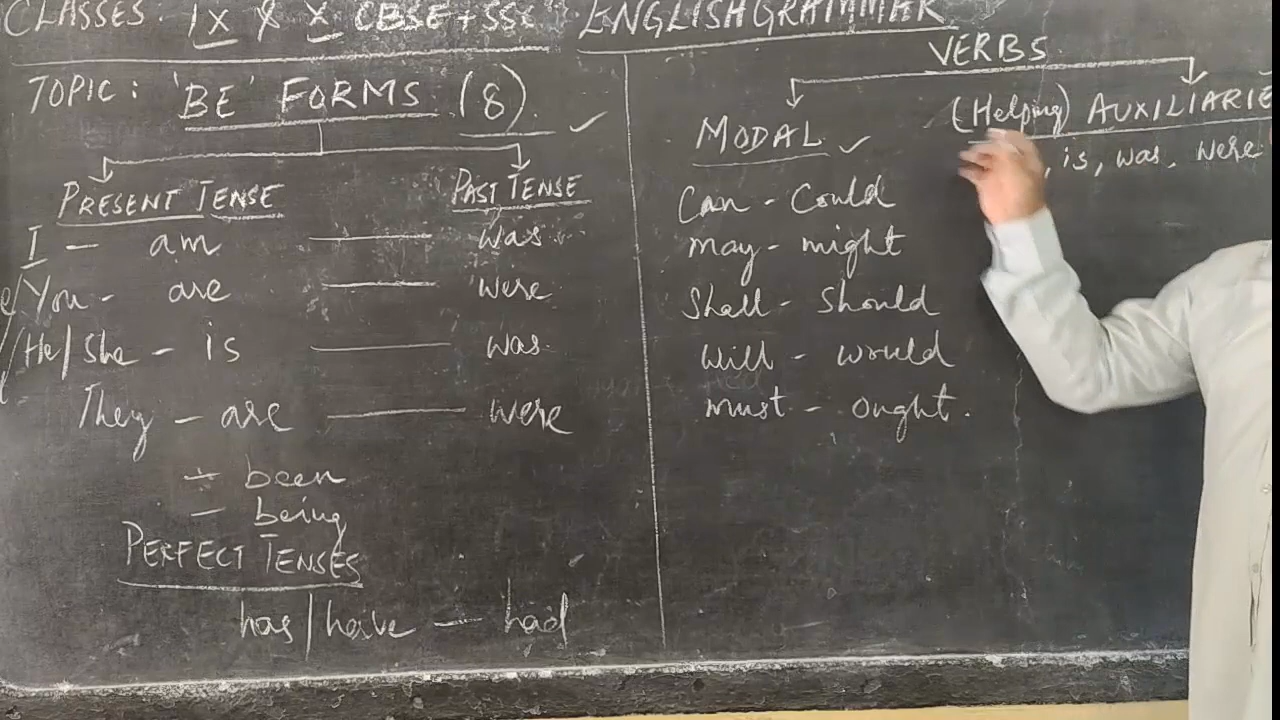 CLASSES: IX & X CBSE+SSC
ENGLISH GRAMMAR
TOPIC: 'BE' FORMS (8)
PRESENT TENSE PAST TENSE
I - am — was
You - are — were
He/She - is — was
They - are — were
- been
- being
PERFECT TENSES
has/have — had
VERBS
MODAL
Can - Could
may - might
Shall - Should
Will - would
must - ought.
(Helping) AUXILIARIE
, is, was, were